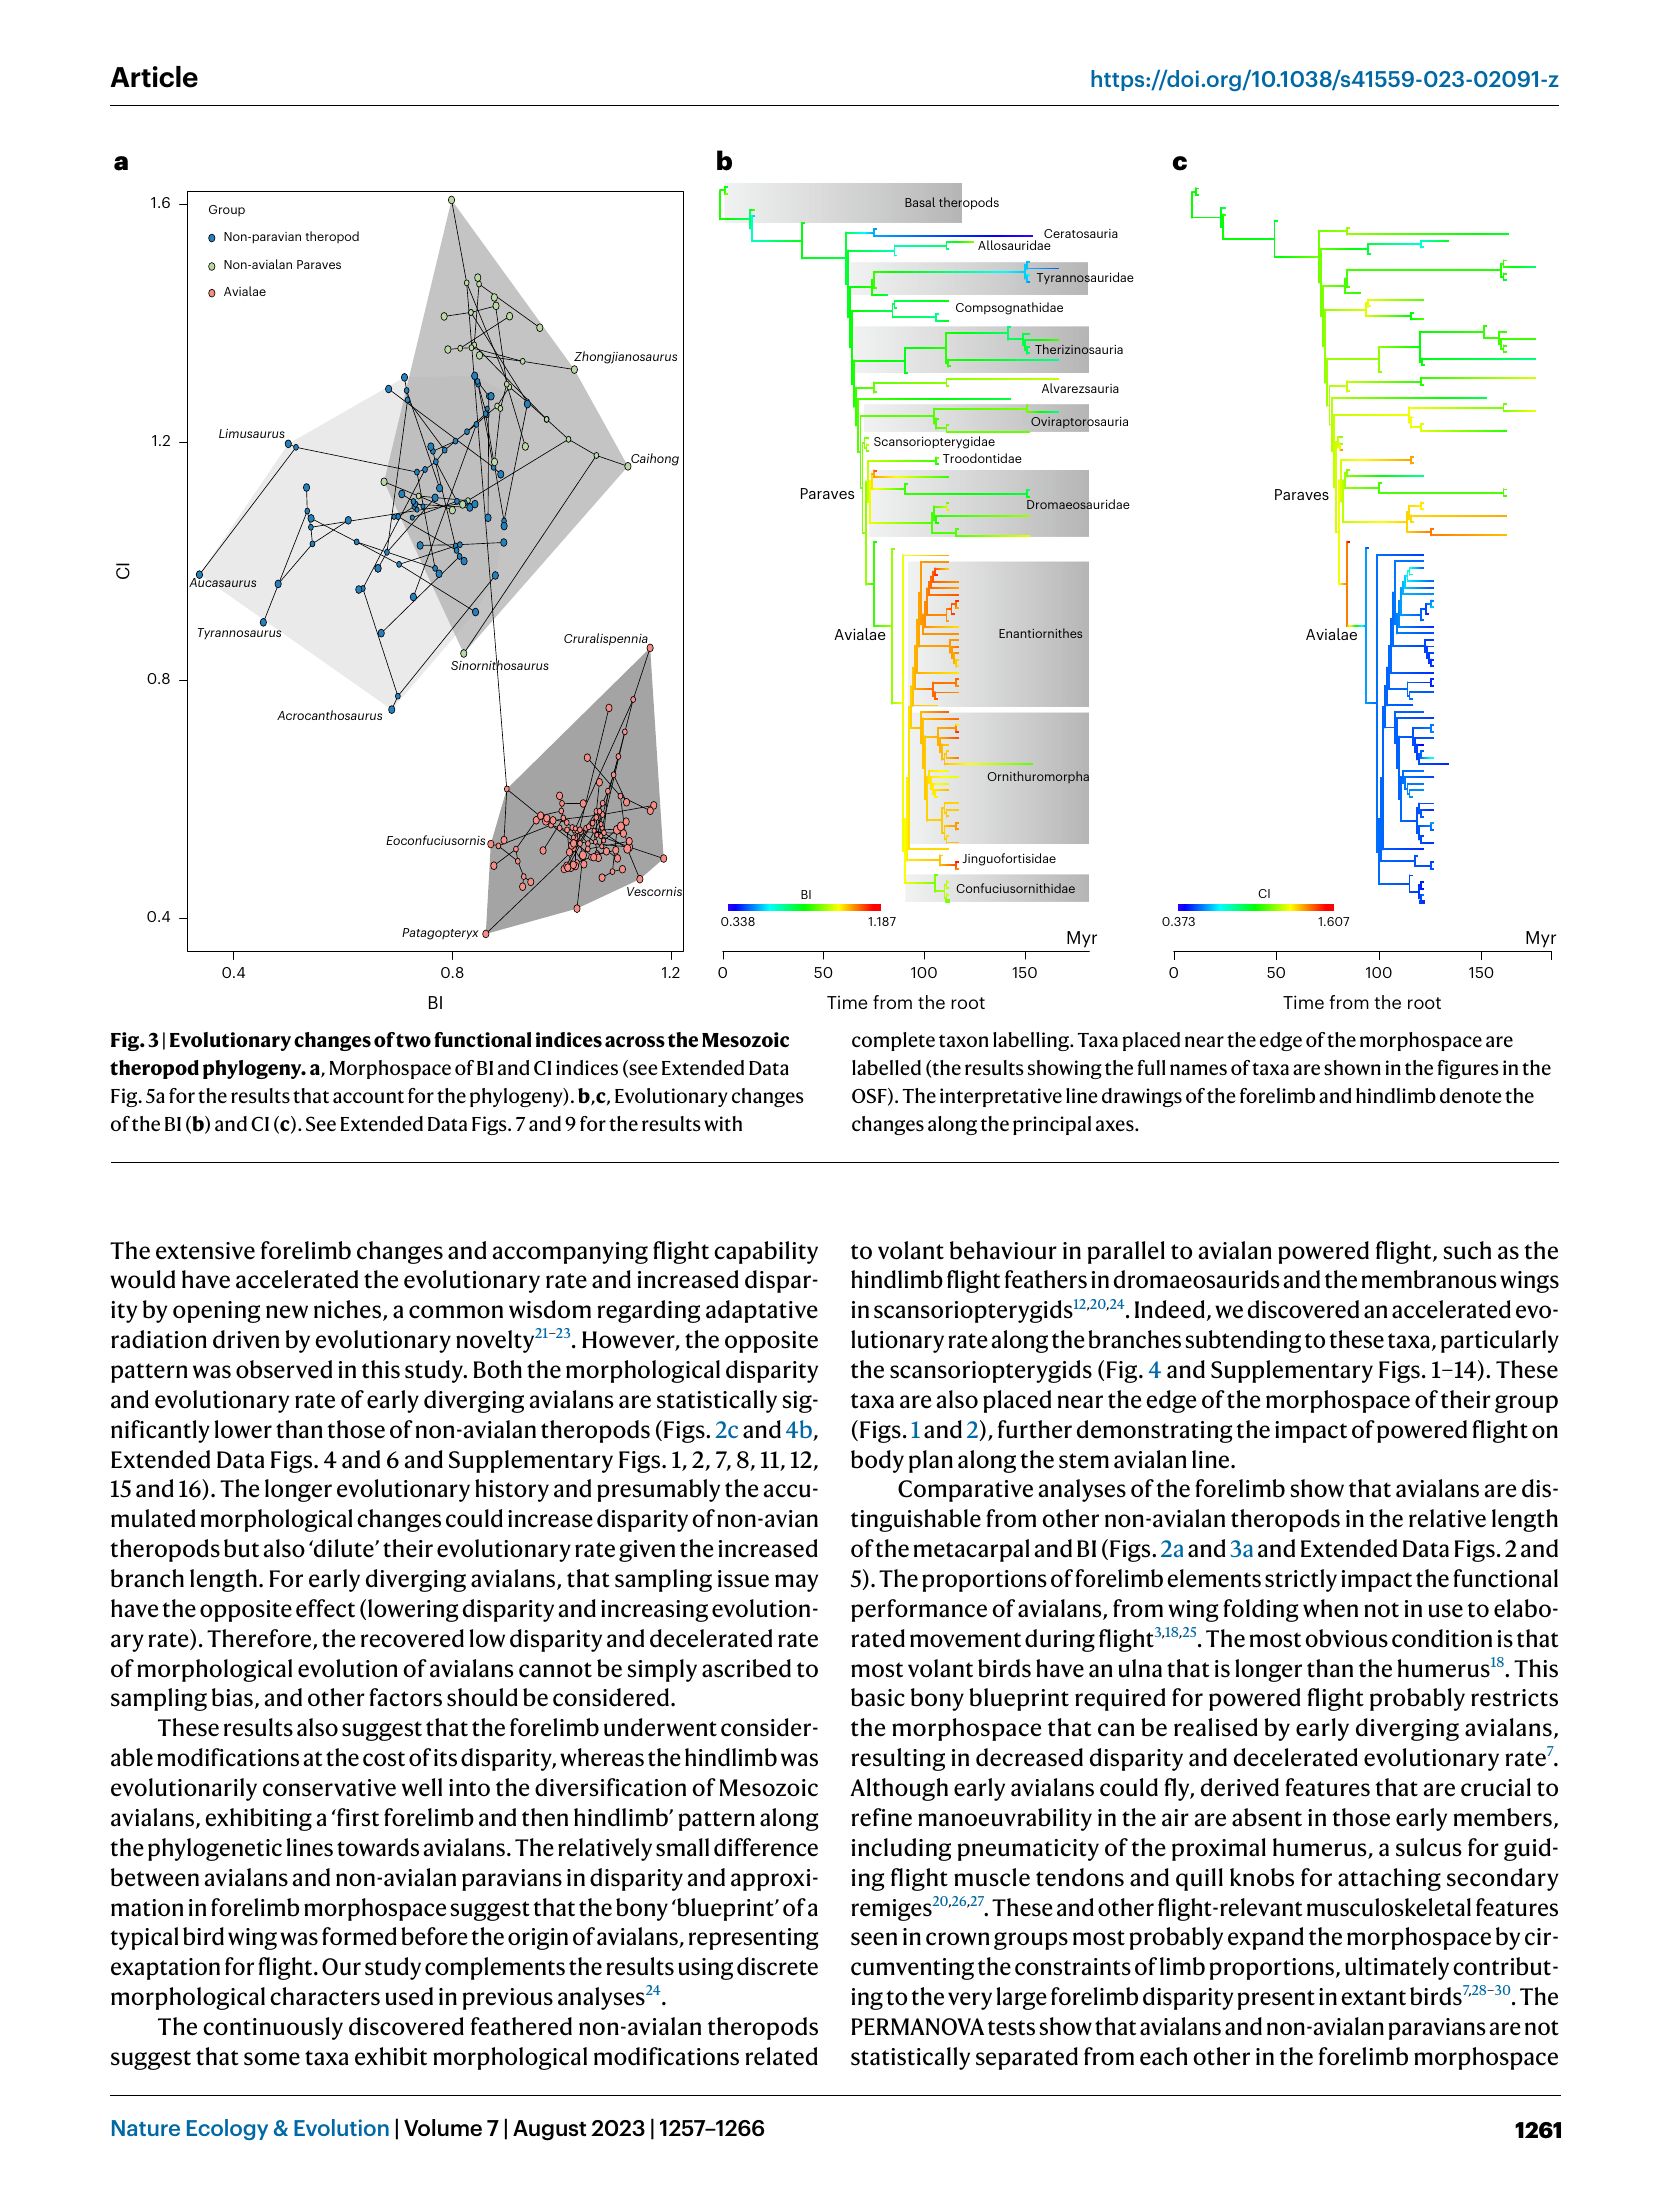 Article
https://doi.org/10.1038/s41559-023-02091-z
a
1.6
1.2
0.8
0.4
CI
Group
Non-paravian theropod
Non-avialan Paraves
Avialae
Zhongjianosaurus
Limusaurus
Caihong
Aucasaurus
Tyrannosaurus
Cruralispennia
Sinornithosaurus
Acrocanthosaurus
Eoconfuciusornis
Vescornis
Patagopteryx
0.4
0.8
1.2
BI
b
Basal theropods
Ceratosauria
Allosauridae
Tyrannosauridae
Compsognathidae
Therizinosauria
Alvarezsauria
Oviraptorosauria
Scansoriopterygidae
Troodontidae
Paraves
Dromaeosauridae
Avialae
Enantiornithes
Ornithuromorpha
Jinguofortisidae
Confuciusornithidae
BI
0.338
1.187
Myr
0
50
100
150
Time from the root
c
Paraves
Avialae
CI
0.373
1.607
Myr
0
50
100
150
Time from the root
Fig. 3 | Evolutionary changes of two functional indices across the Mesozoic
theropod phylogeny. a, Morphospace of BI and CI indices (see Extended Data
Fig. 5a for the results that account for the phylogeny). b,c, Evolutionary changes
of the BI (b) and CI (c). See Extended Data Figs. 7 and 9 for the results with
complete taxon labelling. Taxa placed near the edge of the morphospace are
labelled (the results showing the full names of taxa are shown in the figures in the
OSF). The interpretative line drawings of the forelimb and hindlimb denote the
changes along the principal axes.
The extensive forelimb changes and accompanying flight capability
would have accelerated the evolutionary rate and increased dispar-
ity by opening new niches, a common wisdom regarding adaptative
radiation driven by evolutionary novelty21–23. However, the opposite
pattern was observed in this study. Both the morphological disparity
and evolutionary rate of early diverging avialans are statistically sig-
nificantly lower than those of non-avialan theropods (Figs. 2c and 4b,
Extended Data Figs. 4 and 6 and Supplementary Figs. 1, 2, 7, 8, 11, 12,
15 and 16). The longer evolutionary history and presumably the accu-
mulated morphological changes could increase disparity of non-avian
theropods but also ‘dilute’ their evolutionary rate given the increased
branch length. For early diverging avialans, that sampling issue may
have the opposite effect (lowering disparity and increasing evolution-
ary rate). Therefore, the recovered low disparity and decelerated rate
of morphological evolution of avialans cannot be simply ascribed to
sampling bias, and other factors should be considered.
These results also suggest that the forelimb underwent consider-
able modifications at the cost of its disparity, whereas the hindlimb was
evolutionarily conservative well into the diversification of Mesozoic
avialans, exhibiting a ‘first forelimb and then hindlimb’ pattern along
the phylogenetic lines towards avialans. The relatively small difference
between avialans and non-avialan paravians in disparity and approxi-
mation in forelimb morphospace suggest that the bony ‘blueprint’ of a
typical bird wing was formed before the origin of avialans, representing
exaptation for flight. Our study complements the results using discrete
morphological characters used in previous analyses24.
The continuously discovered feathered non-avialan theropods
suggest that some taxa exhibit morphological modifications related
to volant behaviour in parallel to avialan powered flight, such as the
hindlimb flight feathers in dromaeosaurids and the membranous wings
in scansoriopterygids12,20,24. Indeed, we discovered an accelerated evo-
lutionary rate along the branches subtending to these taxa, particularly
the scansoriopterygids (Fig. 4 and Supplementary Figs. 1–14). These
taxa are also placed near the edge of the morphospace of their group
(Figs. 1 and 2), further demonstrating the impact of powered flight on
body plan along the stem avialan line.
Comparative analyses of the forelimb show that avialans are dis-
tinguishable from other non-avialan theropods in the relative length
of the metacarpal and BI (Figs. 2a and 3a and Extended Data Figs. 2 and
5). The proportions of forelimb elements strictly impact the functional
performance of avialans, from wing folding when not in use to elabo-
rated movement during flight3,18,25. The most obvious condition is that
most volant birds have an ulna that is longer than the humerus18. This
basic bony blueprint required for powered flight probably restricts
the morphospace that can be realised by early diverging avialans,
resulting in decreased disparity and decelerated evolutionary rate7.
Although early avialans could fly, derived features that are crucial to
refine manoeuvrability in the air are absent in those early members,
including pneumaticity of the proximal humerus, a sulcus for guid-
ing flight muscle tendons and quill knobs for attaching secondary
remiges20,26,27. These and other flight-relevant musculoskeletal features
seen in crown groups most probably expand the morphospace by cir-
cumventing the constraints of limb proportions, ultimately contribut-
ing to the very large forelimb disparity present in extant birds7,28–30. The
PERMANOVA tests show that avialans and non-avialan paravians are not
statistically separated from each other in the forelimb morphospace
Nature Ecology & Evolution | Volume 7 | August 2023 | 1257–1266
1261